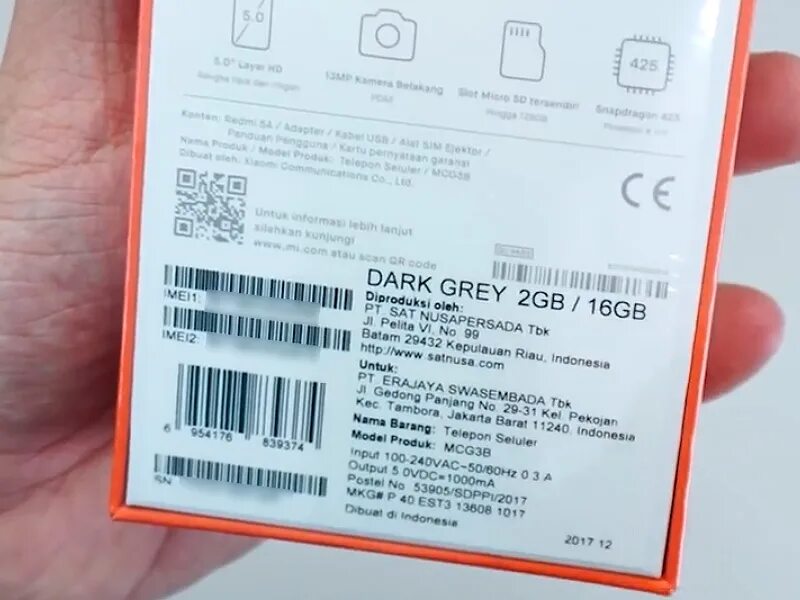 5.0
5.0" Layar HD
13MP Kamera Belakang
PDAF
Slot Micro SD tersendiri
Hingga 128GB
425
Snapdragon 425
Konten: Redmi 5A / Adapter / Kabel USB / Alat SIM Ejektor /
Panduan Pengguna / Kartu pernyataan garansi
Nama Produk / Model Produk: Telepon Seluler / MCG3B
Dibuat oleh: Xiaomi Communications Co., Ltd.
CE
Untuk informasi lebih lanjut
silahkan kunjungi
www.mi.com atau scan QR code
IMEI1:
IMEI2:
6 954176 839374
SN
DARK GREY 2GB / 16GB
Diproduksi oleh:
PT. SAT NUSAPERSADA Tbk
Jl. Pelita VI. No 99
Batam 29432 Kepulauan Riau, Indonesia
http://www.satnusa.com
Untuk:
PT. ERAJAYA SWASEMBADA Tbk
Jl. Gedong Panjang No. 29-31 Kel. Pekojan
Kec. Tambora, Jakarta Barat 11240, Indonesia
Nama Barang: Telepon Seluler
Model Produk: MCG3B
Input 100-240VAC~50/60Hz 0.3 A
Output 5.0VDC=1000mA
Postel No 53905/SDPPI/2017
MKG# P 40 EST3 13608 1017
Dibuat di Indonesia
2017 12